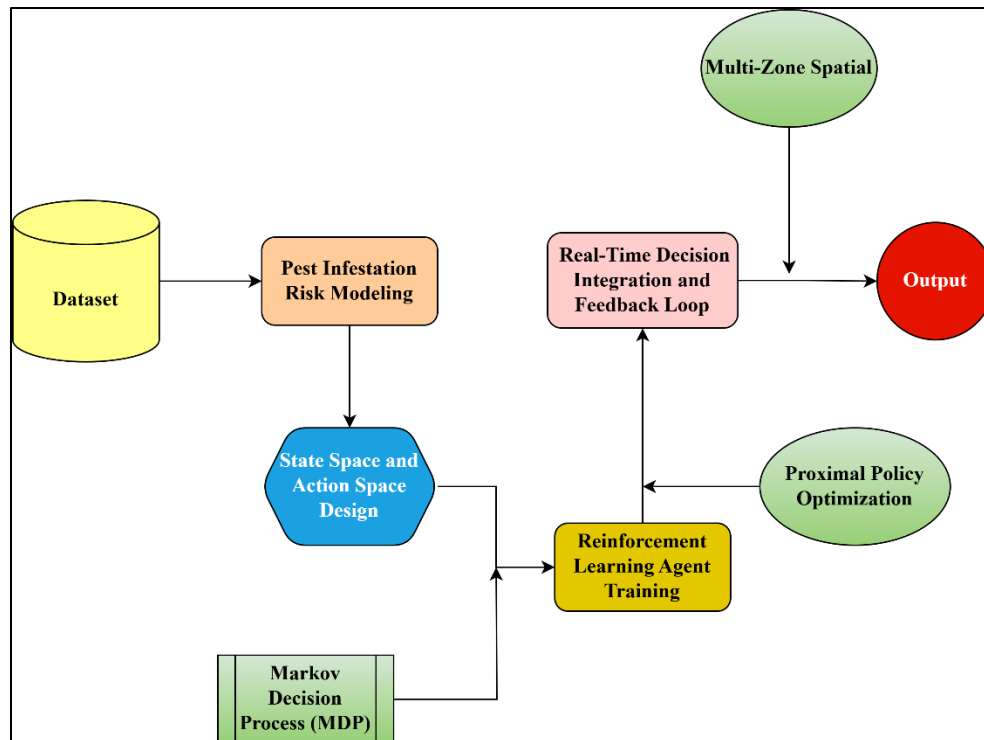 Multi-Zone Spatial
Dataset
Pest Infestation
Risk Modeling
Real-Time Decision
Integration and
Feedback Loop
Output
State Space and
Action Space
Design
Proximal Policy
Optimization
Reinforcement
Learning Agent
Training
Markov
Decision
Process (MDP)